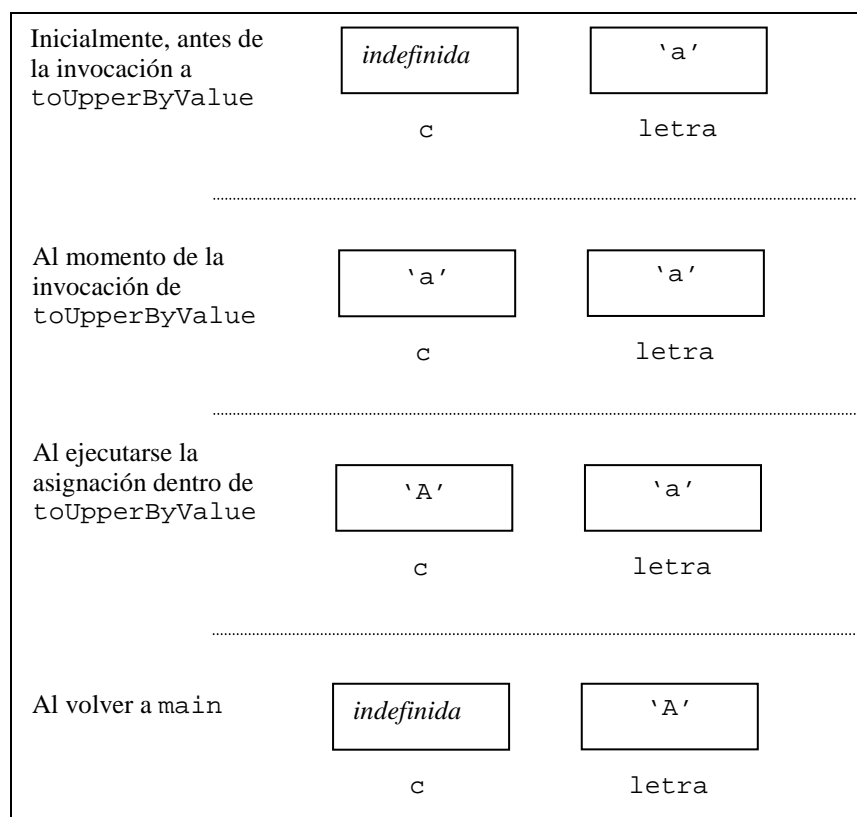 Inicialmente, antes de
la invocación a
toUpperByValue
indefinida
‘a’
c
letra
Al momento de la
invocación de
toUpperByValue
‘a’
‘a’
c
letra
Al ejecutarse la
asignación dentro de
toUpperByValue
‘A’
‘a’
c
letra
Al volver a main
indefinida
‘A’
c
letra